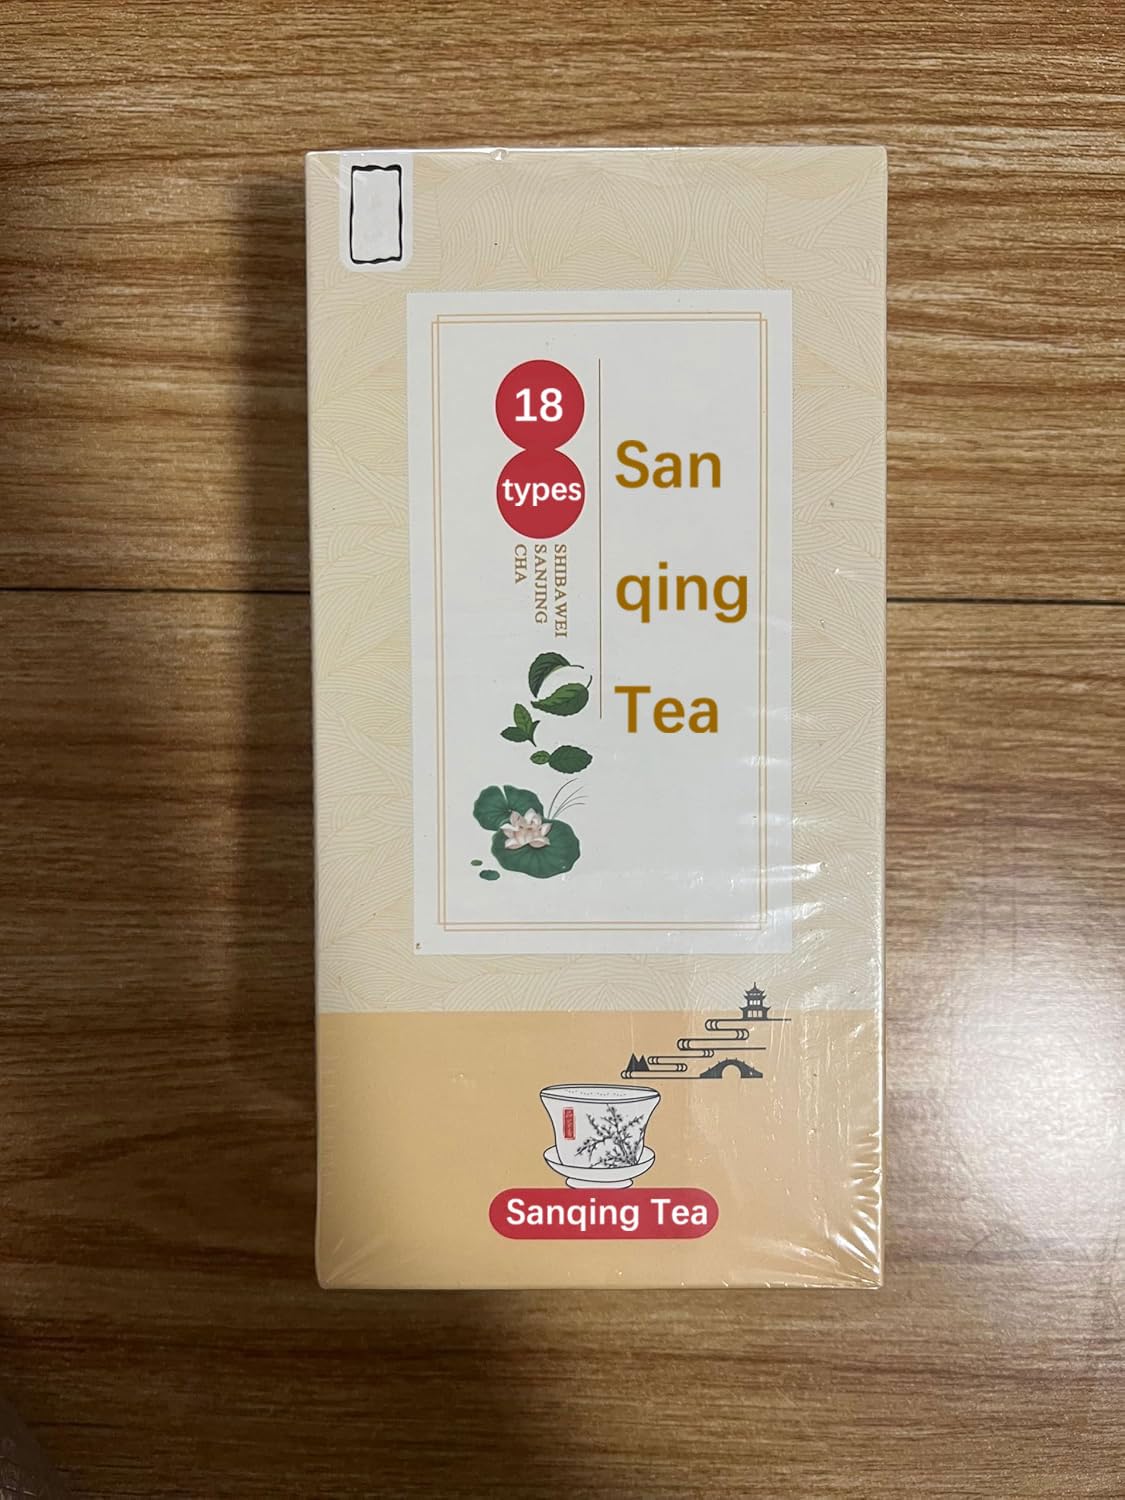 18
types
SHIBAWEI
SANJING
CHA
San
qing
Tea
Sanqing Tea